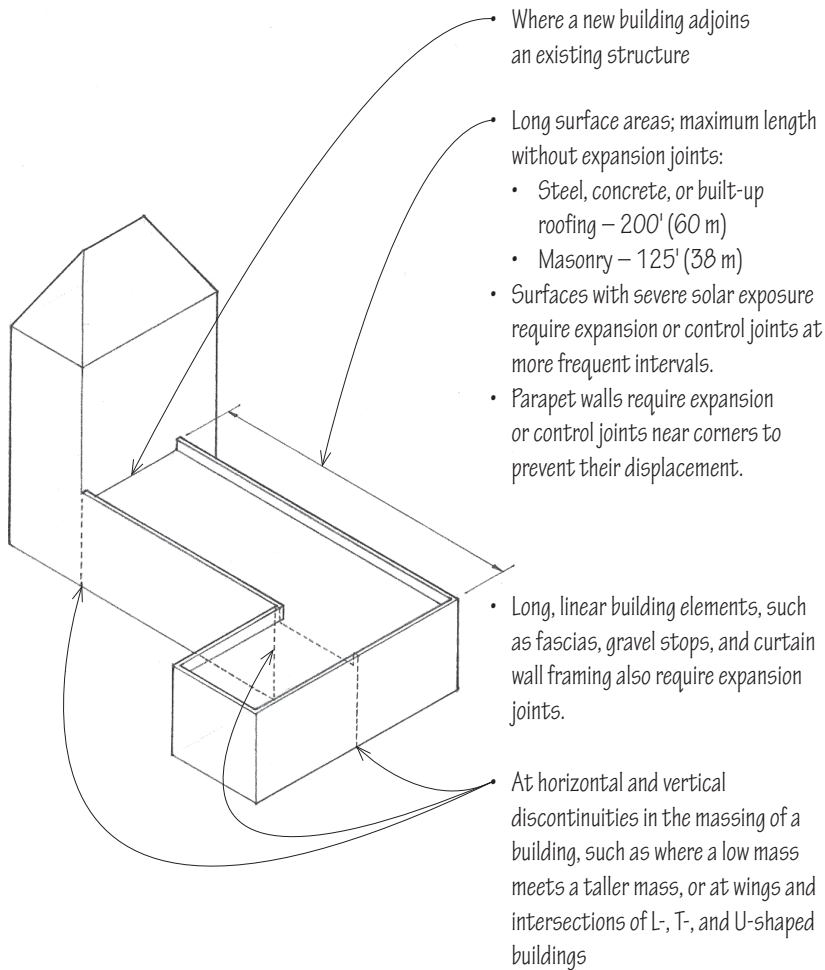 • Where a new building adjoins
an existing structure
• Long surface areas; maximum length
without expansion joints:
• Steel, concrete, or built-up
roofing – 200' (60 m)
• Masonry – 125' (38 m)
• Surfaces with severe solar exposure
require expansion or control joints at
more frequent intervals.
• Parapet walls require expansion
or control joints near corners to
prevent their displacement.
• Long, linear building elements, such
as fascias, gravel stops, and curtain
wall framing also require expansion
joints.
• At horizontal and vertical
discontinuities in the massing of a
building, such as where a low mass
meets a taller mass, or at wings and
intersections of L-, T-, and U-shaped
buildings